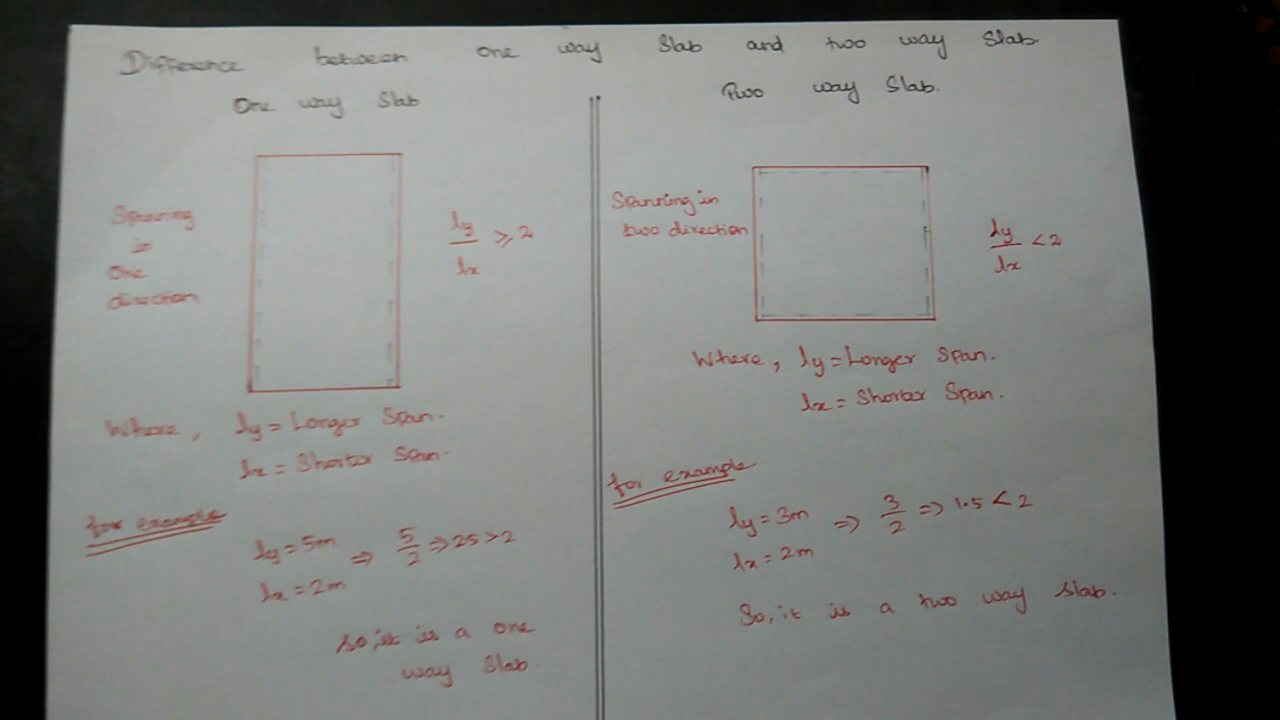 Difference between one way Slab and two way Slab
One way Slab
Spanning
in
One
direction
ly/lx ≥ 2
Where, ly = Longer Span.
lx = Shorter Span.
for example
ly = 5m ⇒ 5/2 ⇒ 25 > 2
lx = 2m
So, it is a one
way Slab.
Two way Slab.
Spanning in
two direction
ly/lx < 2
Where, ly = Longer Span.
lx = Shorter Span.
for example
ly = 3m ⇒ 3/2 ⇒ 1.5 < 2
lx = 2m
So, it is a two way slab.